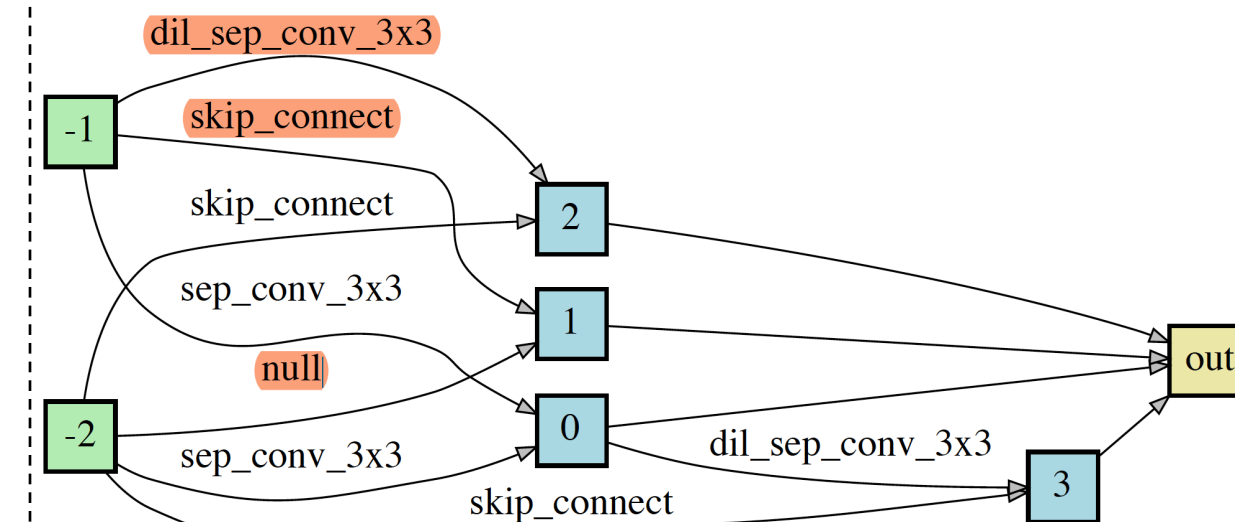 dil_sep_conv_3x3
-1
skip_connect
skip_connect
2
sep_conv_3x3
1
null
out
-2
0
sep_conv_3x3
dil_sep_conv_3x3
3
skip_connect